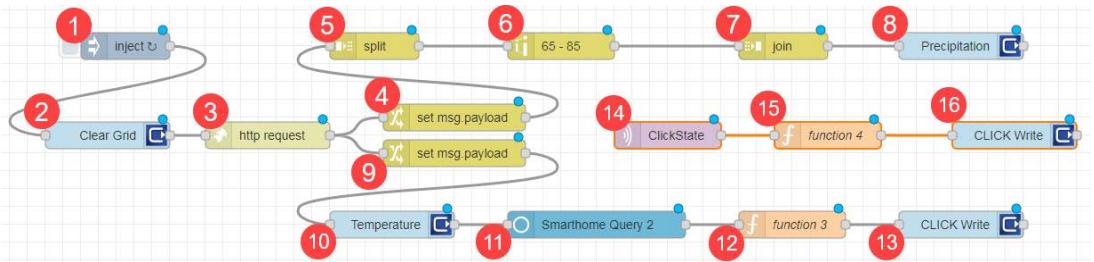 1 inject ↻
5 split
6 65 - 85
7 join
8 Precipitation
2 Clear Grid
3 http request
4 set msg.payload
9 set msg.payload
14 ClickState
15 function 4
16 CLICK Write
10 Temperature
11 Smarthome Query 2
12 function 3
13 CLICK Write